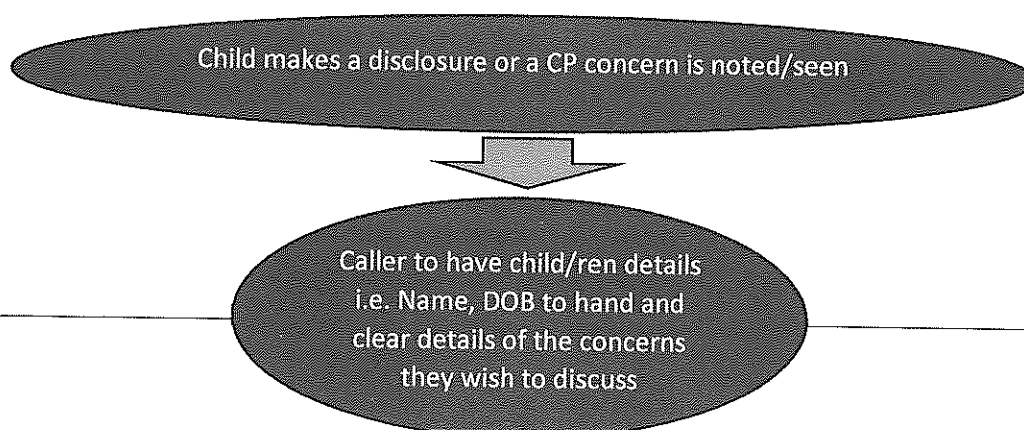 Child makes a disclosure or a CP concern is noted/seen
Caller to have child/ren details
i.e. Name, DOB to hand and
clear details of the concerns
they wish to discuss